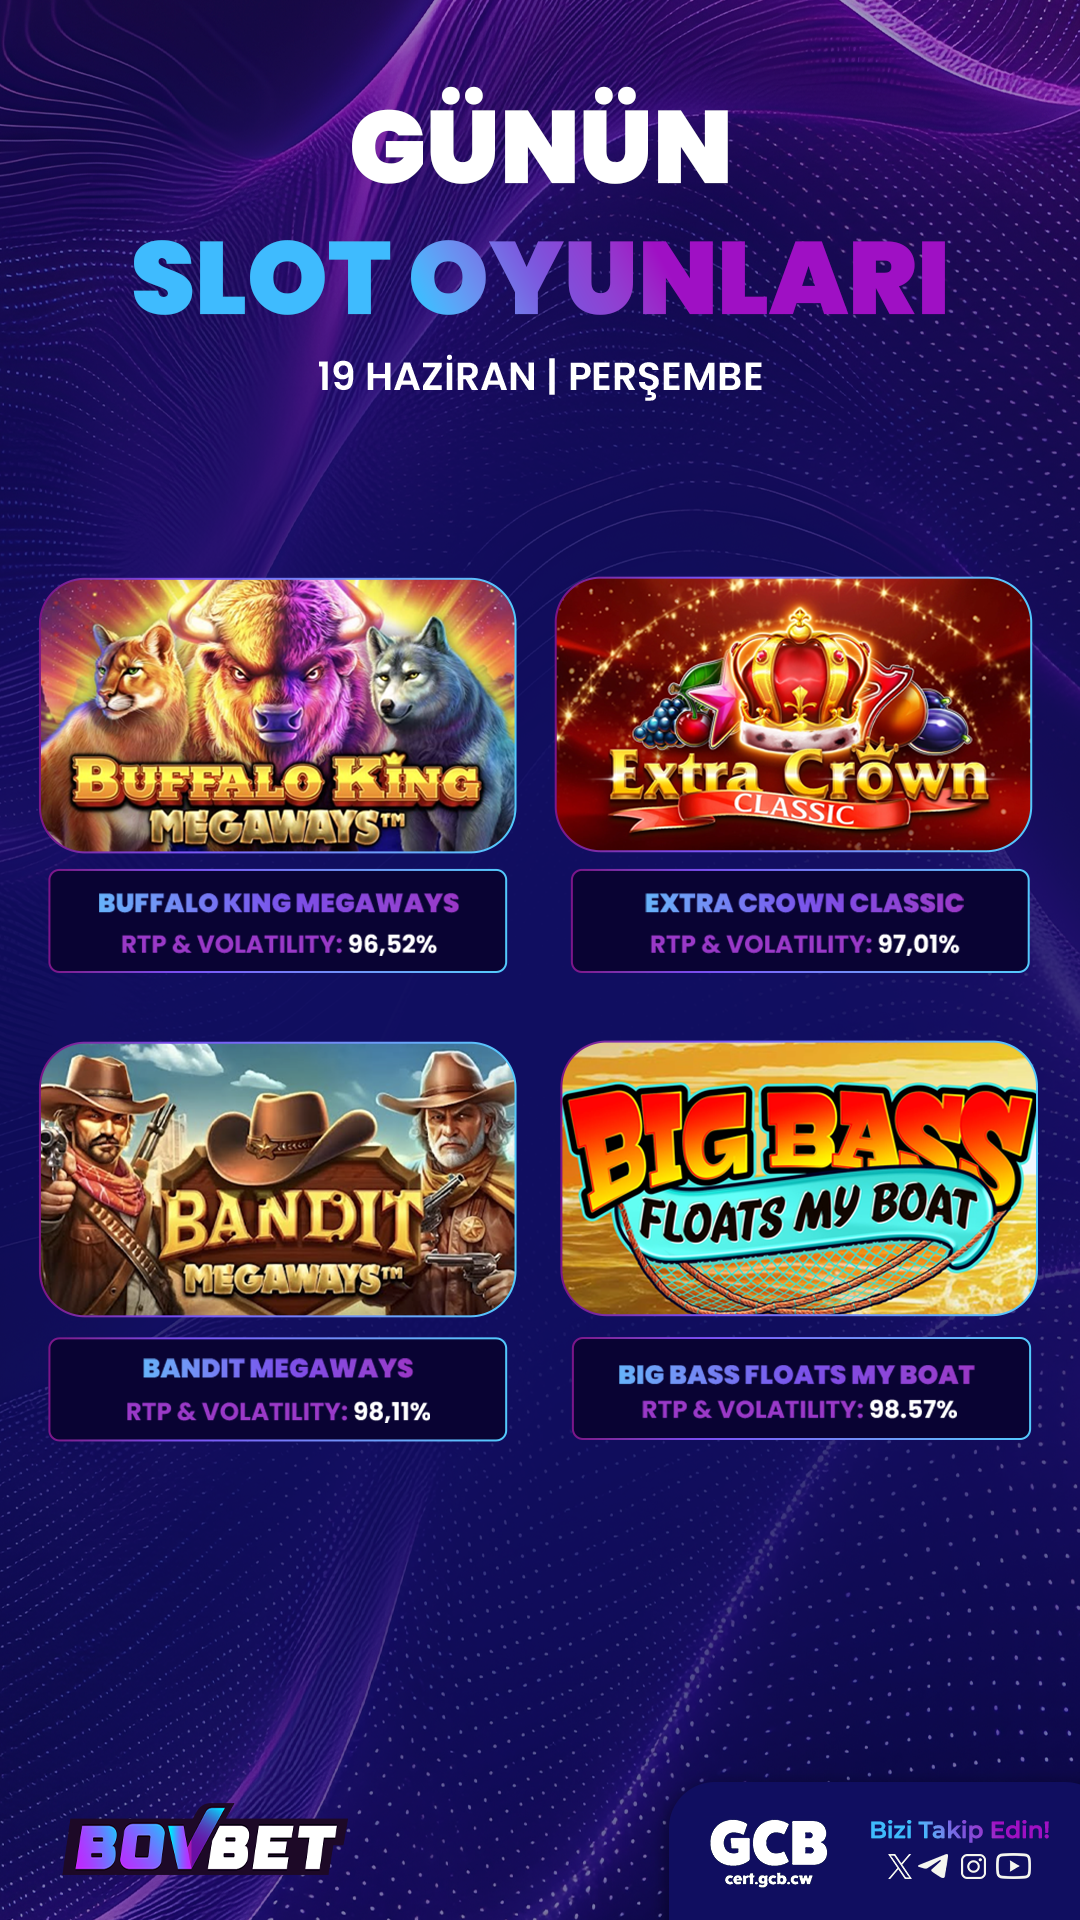 GÜNÜN
SLOT OYUNLARI
19 HAZİRAN | PERŞEMBE
BUFFALO KING
MEGAWAYS™
Extra Crown
CLASSIC
BUFFALO KING MEGAWAYS
RTP & VOLATILITY: 96,52%
EXTRA CROWN CLASSIC
RTP & VOLATILITY: 97,01%
BANDIT
MEGAWAYS™
BIG BASS
FLOATS MY BOAT
BANDIT MEGAWAYS
RTP & VOLATILITY: 98,11%
BIG BASS FLOATS MY BOAT
RTP & VOLATILITY: 98.57%
BOVBET
GCB
cert.gcb.cw
Bizi Takip Edin!